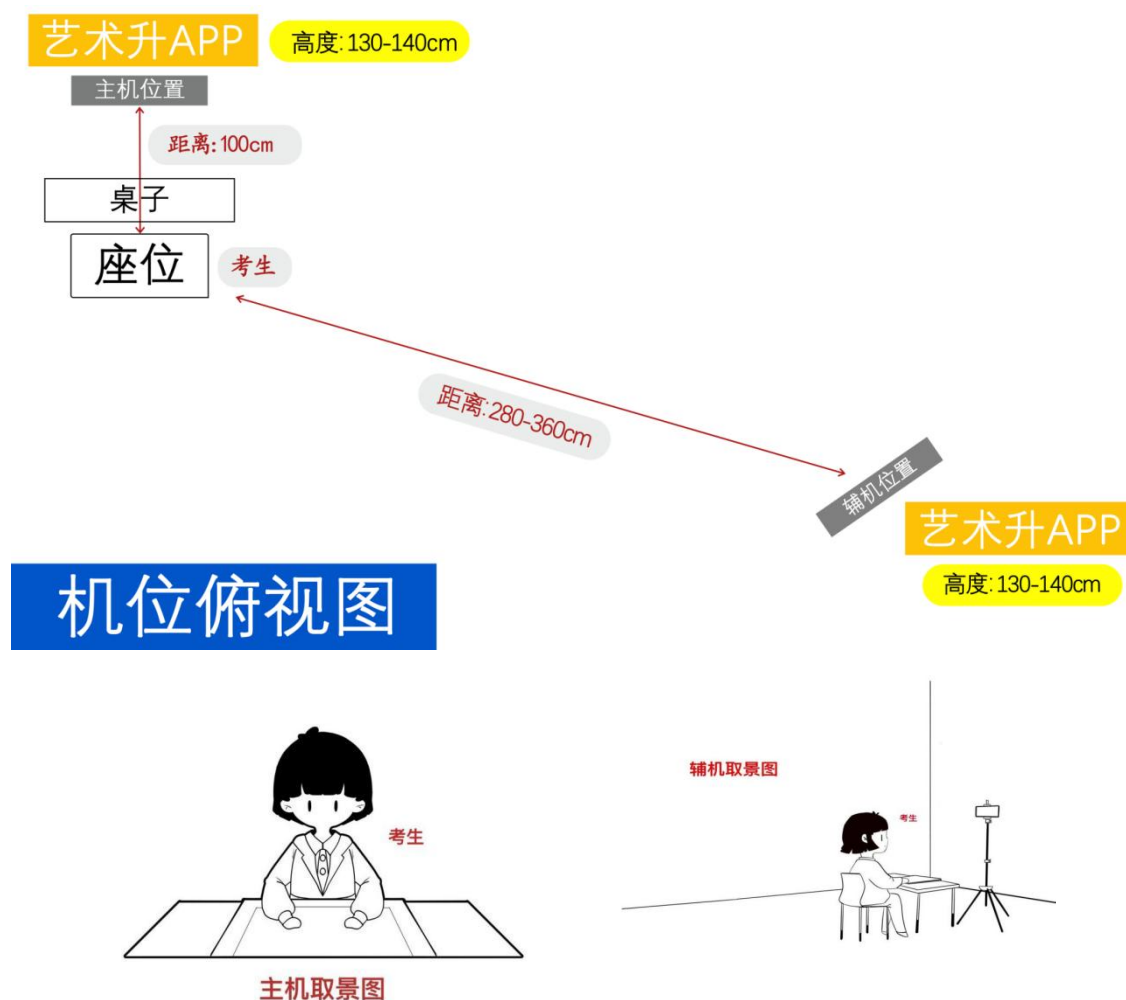 艺术升APP
高度:130-140cm
主机位置
距离:100cm
桌子
座位
考生
距离:280-360cm
辅机位置
艺术升APP
高度:130-140cm
机位俯视图
辅机取景图
考生
考生
主机取景图